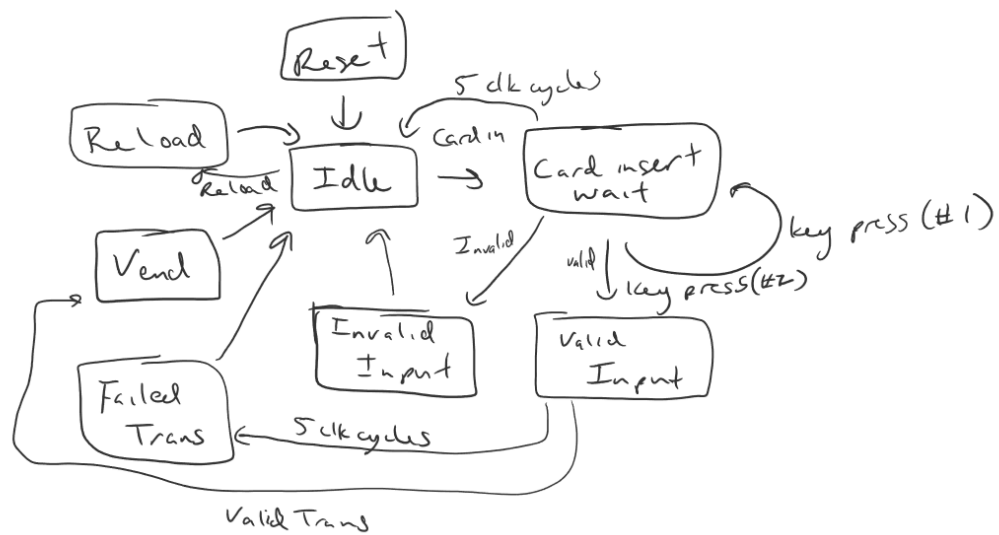 Reset
5 clk cycles
Reload
Card in
Idle
Card insert
wait
Reload
Invalid
valid
key press (#1)
Vend
key press (#2)
Invalid
Input
Valid
Input
Failed
Trans
5 clk cycles
Valid Trans